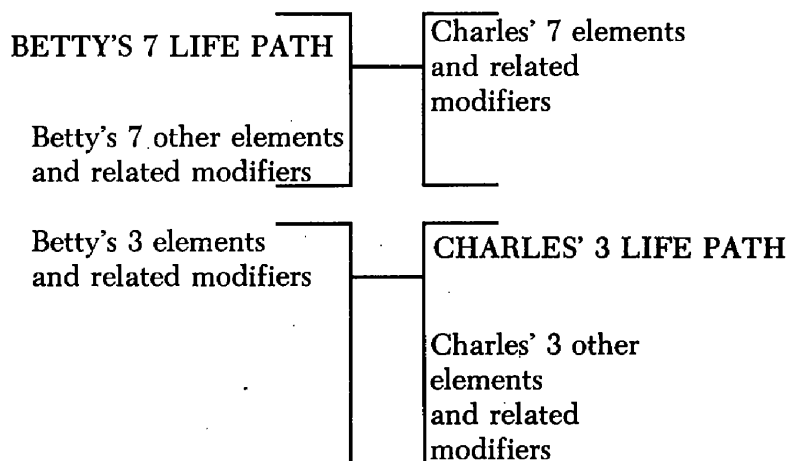 BETTY'S 7 LIFE PATH
Betty's 7 other elements
and related modifiers
Charles' 7 elements
and related
modifiers
Betty's 3 elements
and related modifiers
CHARLES' 3 LIFE PATH
Charles' 3 other
elements
and related
modifiers